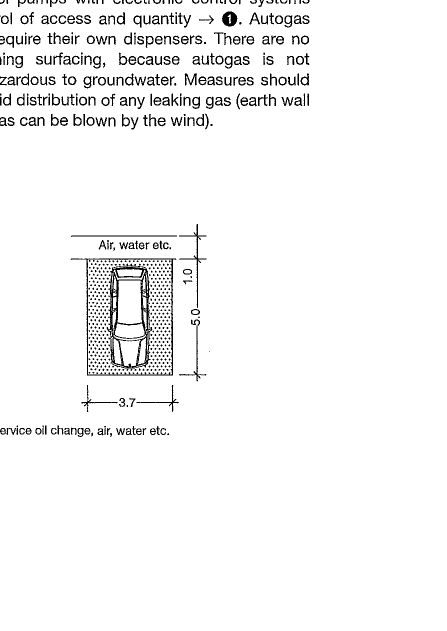 pumps with electronic control systems
rol of access and quantity → ❶. Autogas
equire their own dispensers. There are no
ning surfacing, because autogas is not
zardous to groundwater. Measures should
id distribution of any leaking gas (earth wall
as can be blown by the wind).
Air, water etc.
1.0
5.0
3.7
ervice oil change, air, water etc.